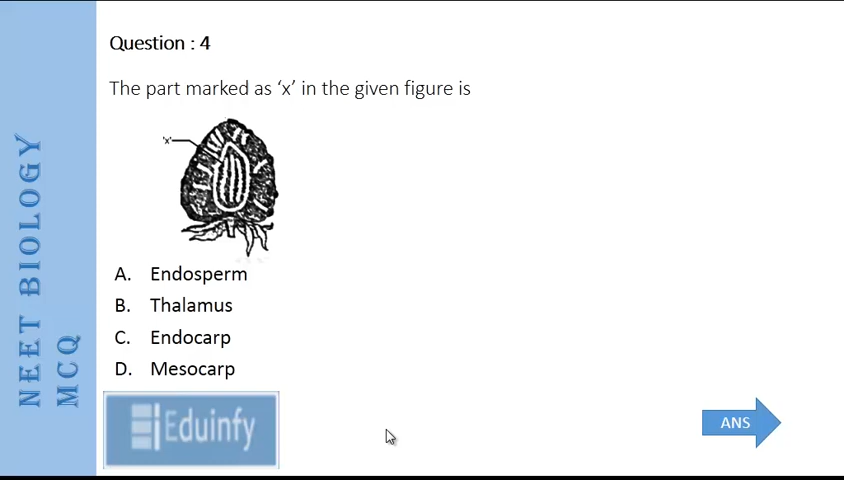 NEET BIOLOGY
MCQ
Question : 4
The part marked as ‘x’ in the given figure is
‘x’
A. Endosperm
B. Thalamus
C. Endocarp
D. Mesocarp
Eduinfy
ANS